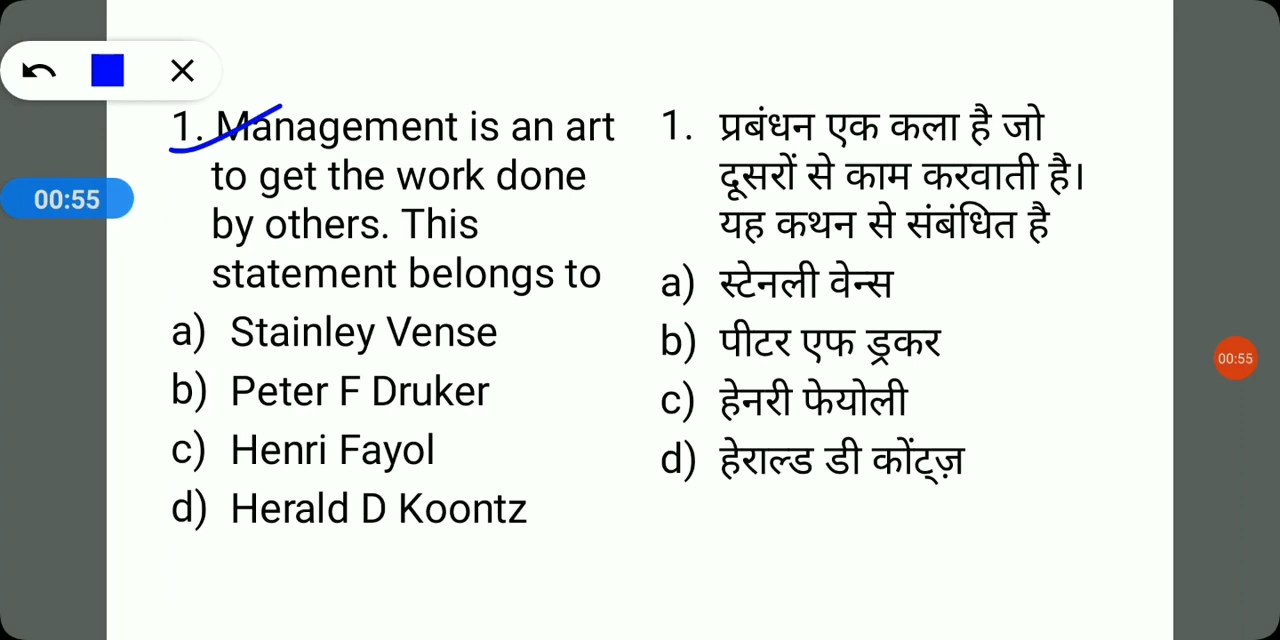 00:55
1. Management is an art
to get the work done
by others. This
statement belongs to
a) Stainley Vense
b) Peter F Druker
c) Henri Fayol
d) Herald D Koontz
1. प्रबंधन एक कला है जो
दूसरों से काम करवाती है।
यह कथन से संबंधित है
a) स्टेनली वेन्स
b) पीटर एफ ड्रकर
c) हेनरी फेयोली
d) हेराल्ड डी कोंट्ज़
00:55